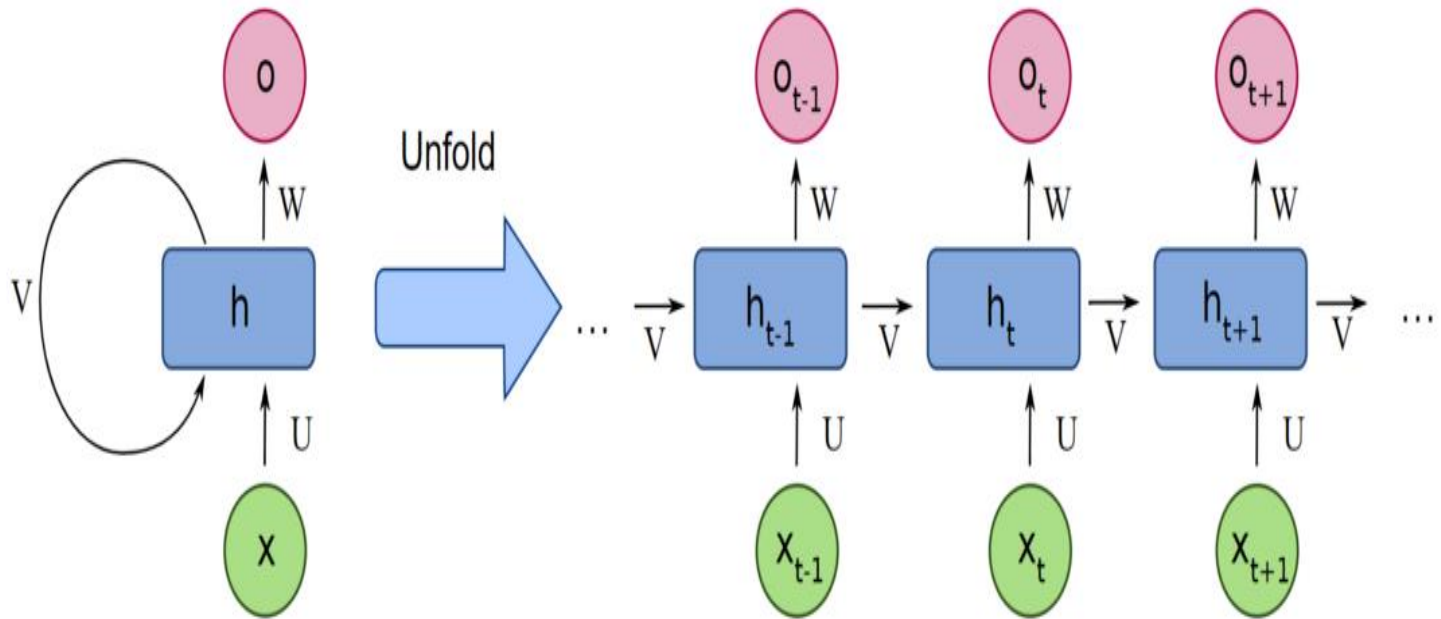 o
W
V
h
U
x
Unfold
o_{t-1} o_t o_{t+1}
W W W
... V h_{t-1} V h_t V h_{t+1} V ...
U U U
x_{t-1} x_t x_{t+1}